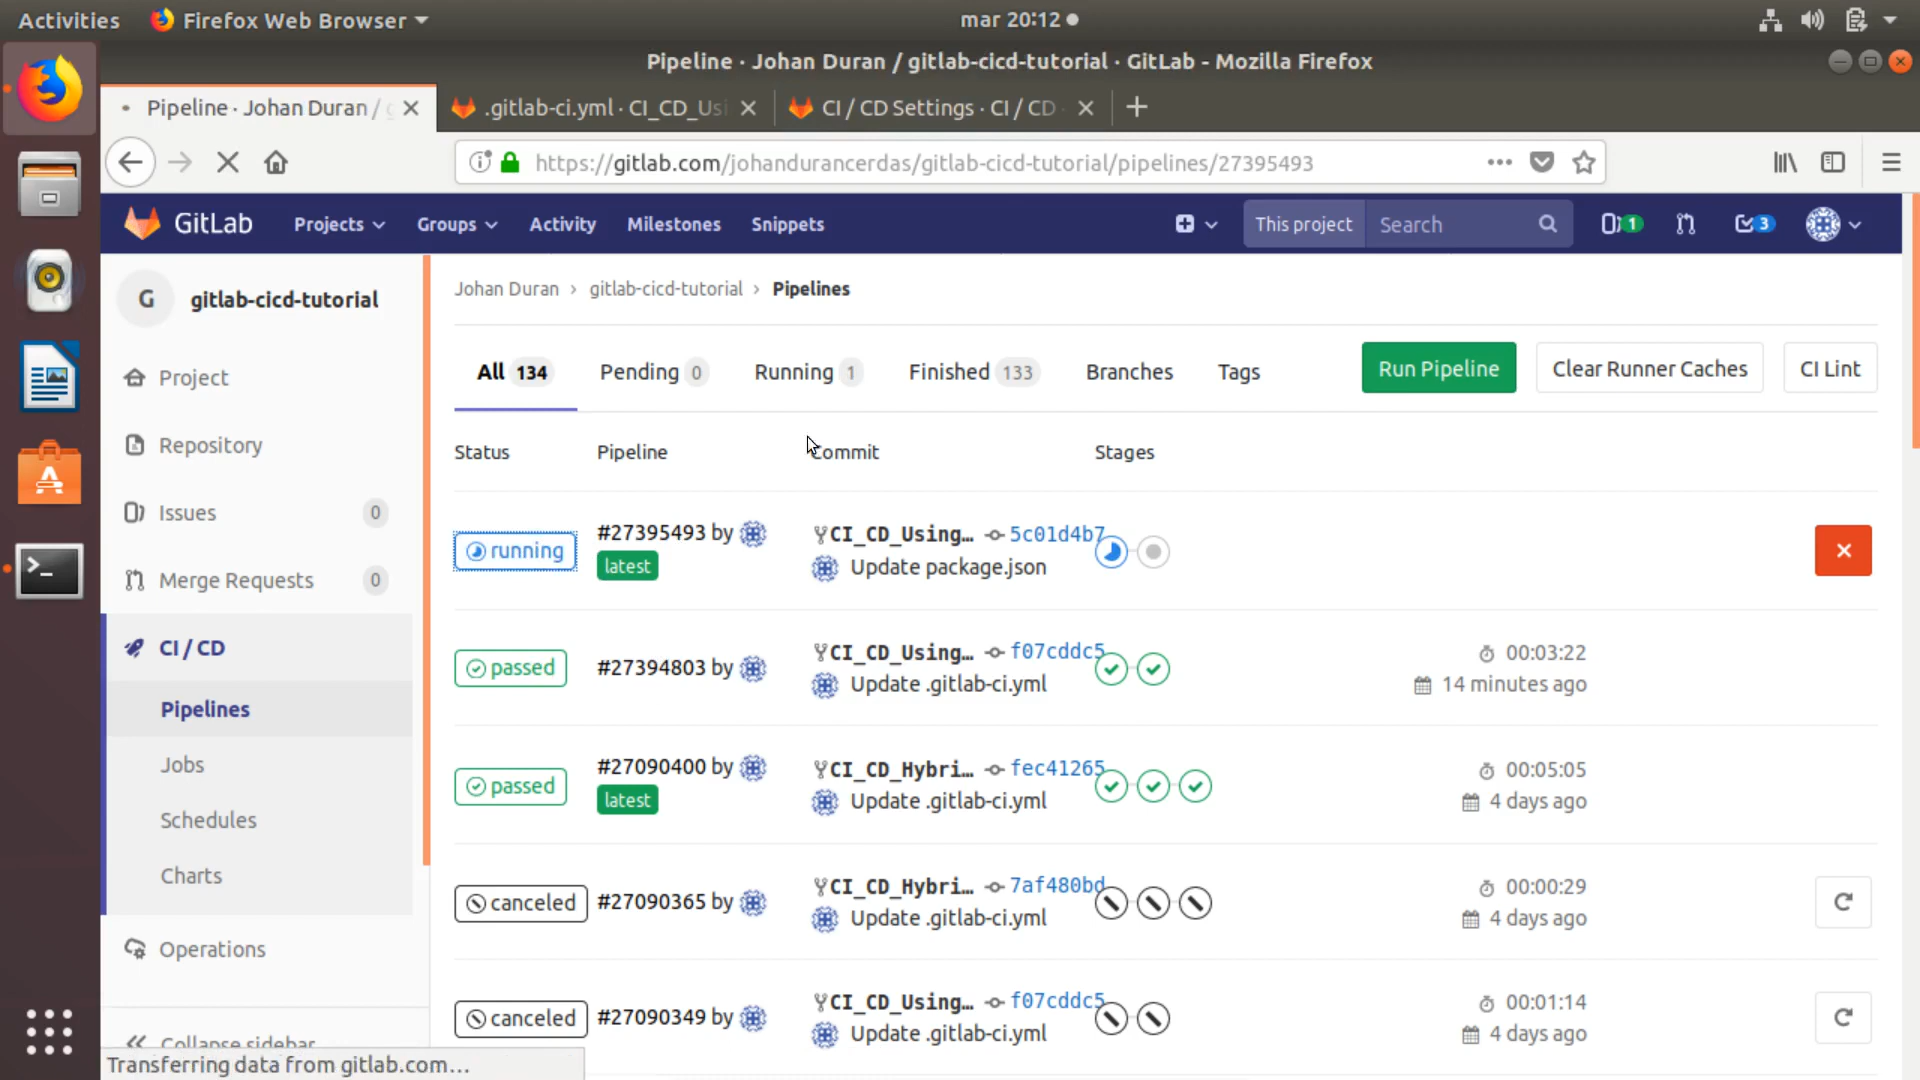 Activities Firefox Web Browser mar 20:12
Pipeline · Johan Duran / gitlab-cicd-tutorial · GitLab - Mozilla Firefox
Pipeline · Johan Duran / .gitlab-ci.yml · CI_CD_Usi CI / CD Settings · CI / CD
https://gitlab.com/johandurancerdas/gitlab-cicd-tutorial/pipelines/27395493
GitLab Projects Groups Activity Milestones Snippets This project Search 1 3
G gitlab-cicd-tutorial
Project
Repository
Issues 0
Merge Requests 0
CI / CD
Pipelines
Jobs
Schedules
Charts
Operations
Collapse sidebar
Transferring data from gitlab.com...
Johan Duran > gitlab-cicd-tutorial > Pipelines
All 134 Pending 0 Running 1 Finished 133 Branches Tags Run Pipeline Clear Runner Caches CI Lint
Status Pipeline Commit Stages
running #27395493 by CI_CD_Using... 5c01d4b7
latest Update package.json
passed #27394803 by CI_CD_Using... f07cddc5 00:03:22
Update .gitlab-ci.yml 14 minutes ago
passed #27090400 by CI_CD_Hybri... fec41265 00:05:05
latest Update .gitlab-ci.yml 4 days ago
canceled #27090365 by CI_CD_Hybri... 7af480bd 00:00:29
Update .gitlab-ci.yml 4 days ago
canceled #27090349 by CI_CD_Using... f07cddc5 00:01:14
Update .gitlab-ci.yml 4 days ago